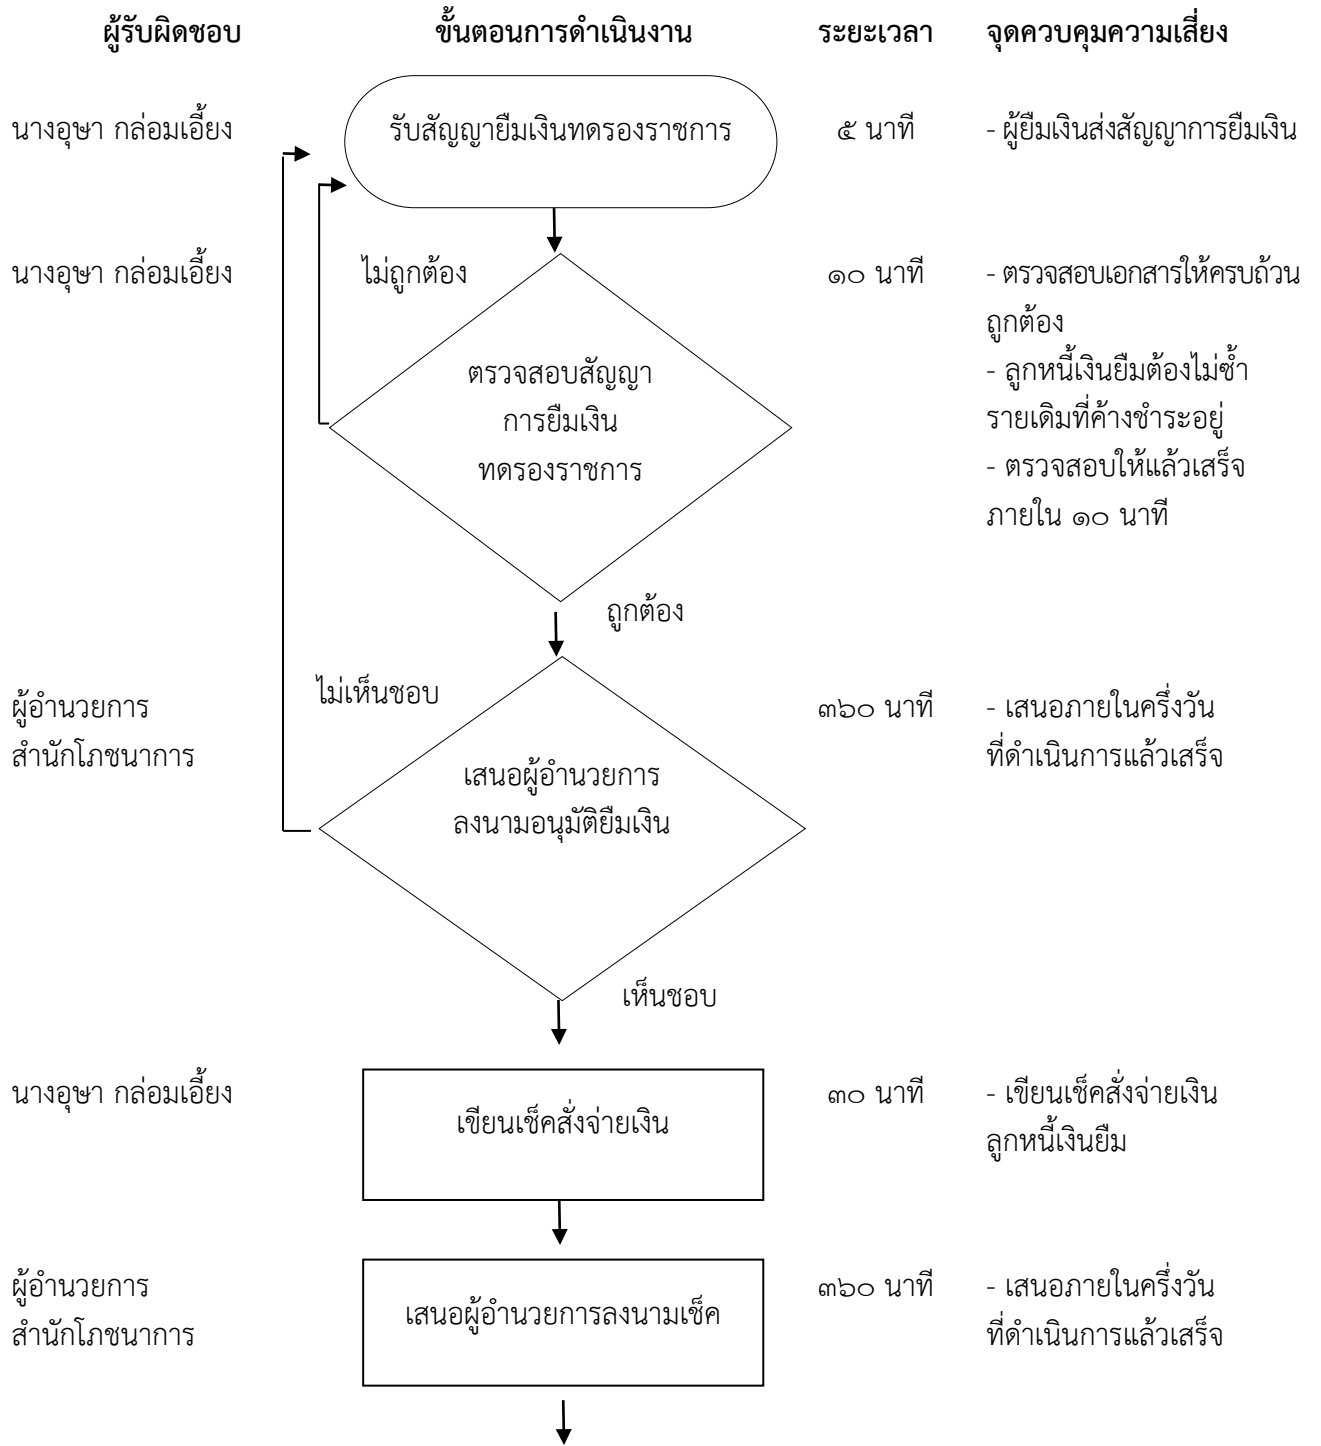 ผู้รับผิดชอบ ขั้นตอนการดำเนินงาน ระยะเวลา จุดควบคุมความเสี่ยง
นางอุษา กล่อมเอี้ยง รับสัญญายืมเงินทดรองราชการ ๕ นาที - ผู้ยืมเงินส่งสัญญาการยืมเงิน
นางอุษา กล่อมเอี้ยง ไม่ถูกต้อง ๑๐ นาที - ตรวจสอบเอกสารให้ครบถ้วน
ถูกต้อง
ตรวจสอบสัญญา - ลูกหนี้เงินยืมต้องไม่ซ้ำ
การยืมเงิน รายเดิมที่ค้างชำระอยู่
ทดรองราชการ - ตรวจสอบให้แล้วเสร็จ
ภายใน ๑๐ นาที
ถูกต้อง
ไม่เห็นชอบ
ผู้อำนวยการ ๓๖๐ นาที - เสนอภายในครึ่งวัน
สำนักโภชนาการ ที่ดำเนินการแล้วเสร็จ
เสนอผู้อำนวยการ
ลงนามอนุมัติยืมเงิน
เห็นชอบ
นางอุษา กล่อมเอี้ยง ๓๐ นาที - เขียนเช็คสั่งจ่ายเงิน
เขียนเช็คสั่งจ่ายเงิน ลูกหนี้เงินยืม
ผู้อำนวยการ ๓๖๐ นาที - เสนอภายในครึ่งวัน
เสนอผู้อำนวยการลงนามเช็ค
สำนักโภชนาการ ที่ดำเนินการแล้วเสร็จ